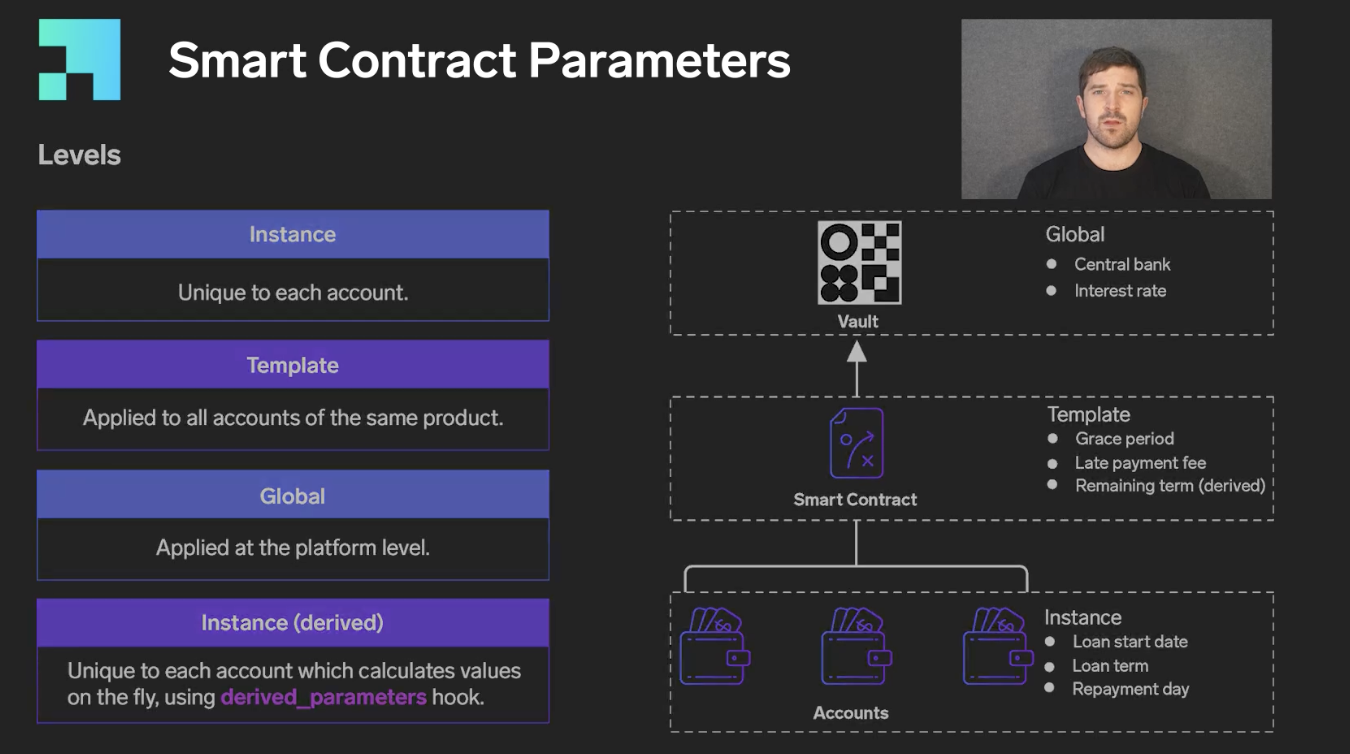 Smart Contract Parameters
Levels
Instance
Unique to each account.
Template
Applied to all accounts of the same product.
Global
Applied at the platform level.
Instance (derived)
Unique to each account which calculates values
on the fly, using derived_parameters hook.
Vault
Global
Central bank
Interest rate
Smart Contract
Template
Grace period
Late payment fee
Remaining term (derived)
Accounts
Instance
Loan start date
Loan term
Repayment day